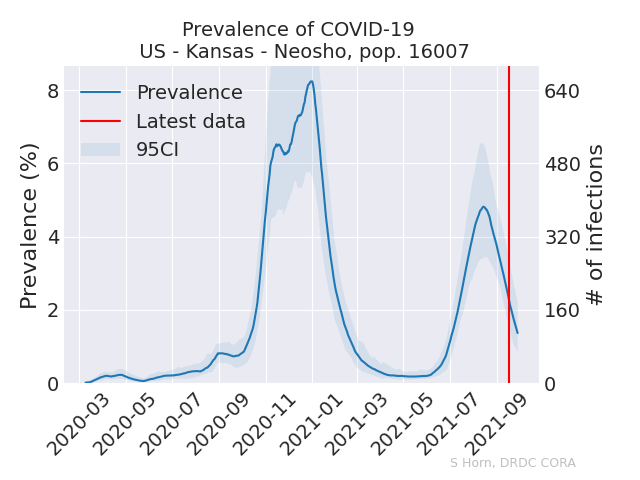 Prevalence of COVID-19
US - Kansas - Neosho, pop. 16007
Prevalence (%)
8
6
4
2
0
Prevalence
Latest data
95CI
640
480
320
160
0
# of infections
2020-03
2020-05
2020-07
2020-09
2020-11
2021-01
2021-03
2021-05
2021-07
2021-09
S Horn, DRDC CORA